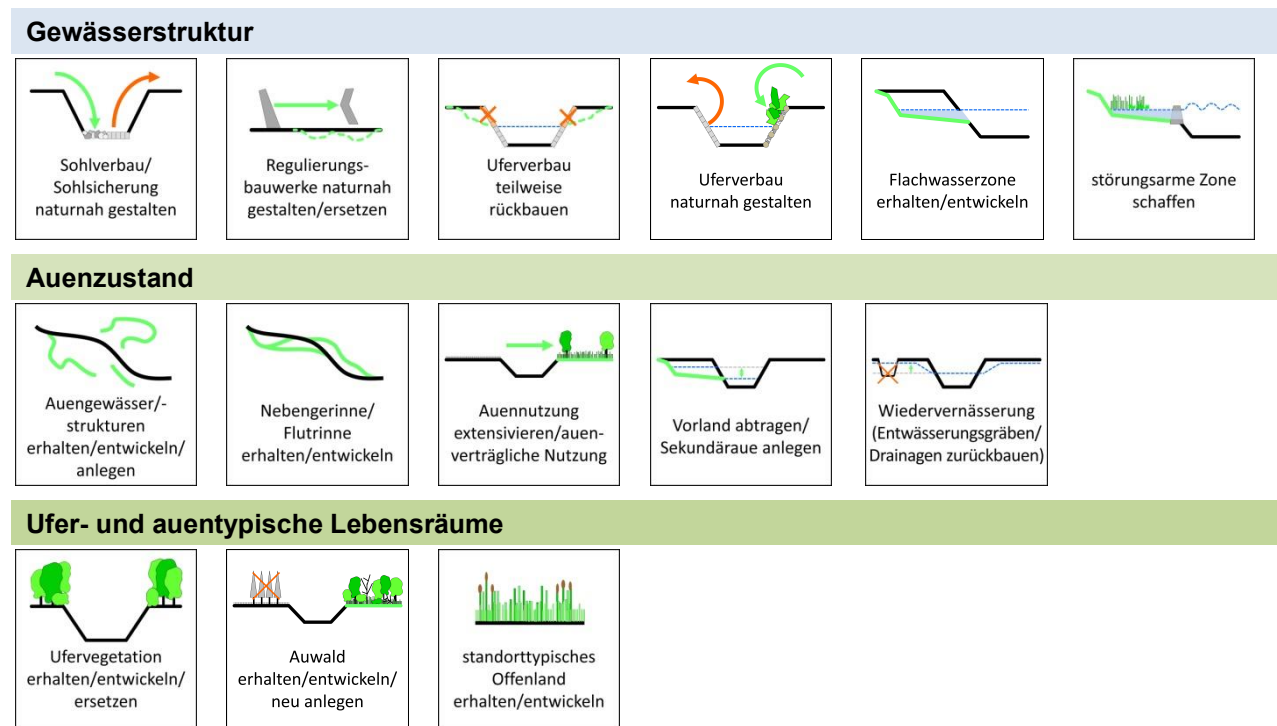 Gewässerstruktur
Sohlverbau/
Sohlsicherung
naturnah gestalten
Regulierungs-
bauwerke naturnah
gestalten/ersetzen
Uferverbau
teilweise
rückbauen
Uferverbau
naturnah gestalten
Flachwasserzone
erhalten/entwickeln
störungsarme Zone
schaffen
Auenzustand
Auengewässer/-
strukturen
erhalten/entwickeln/
anlegen
Nebengerinne/
Flutrinne
erhalten/entwickeln
Auennutzung
extensivieren/auen-
verträgliche Nutzung
Vorland abtragen/
Sekundäraue anlegen
Wiedervernässerung
(Entwässerungsgräben/
Drainagen zurückbauen)
Ufer- und auentypische Lebensräume
Ufervegetation
erhalten/entwickeln/
ersetzen
Auwald
erhalten/entwickeln/
neu anlegen
standorttypisches
Offenland
erhalten/entwickeln